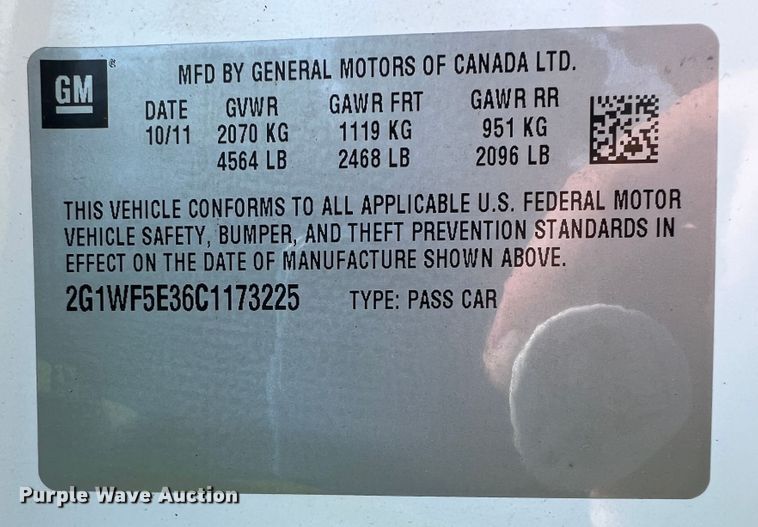 GM®
MFD BY GENERAL MOTORS OF CANADA LTD.
DATE GVWR GAWR FRT GAWR RR
10/11 2070 KG 1119 KG 951 KG
4564 LB 2468 LB 2096 LB
THIS VEHICLE CONFORMS TO ALL APPLICABLE U.S. FEDERAL MOTOR
VEHICLE SAFETY, BUMPER, AND THEFT PREVENTION STANDARDS IN
EFFECT ON THE DATE OF MANUFACTURE SHOWN ABOVE.
2G1WF5E36C1173225 TYPE: PASS CAR
Purple Wave Auction